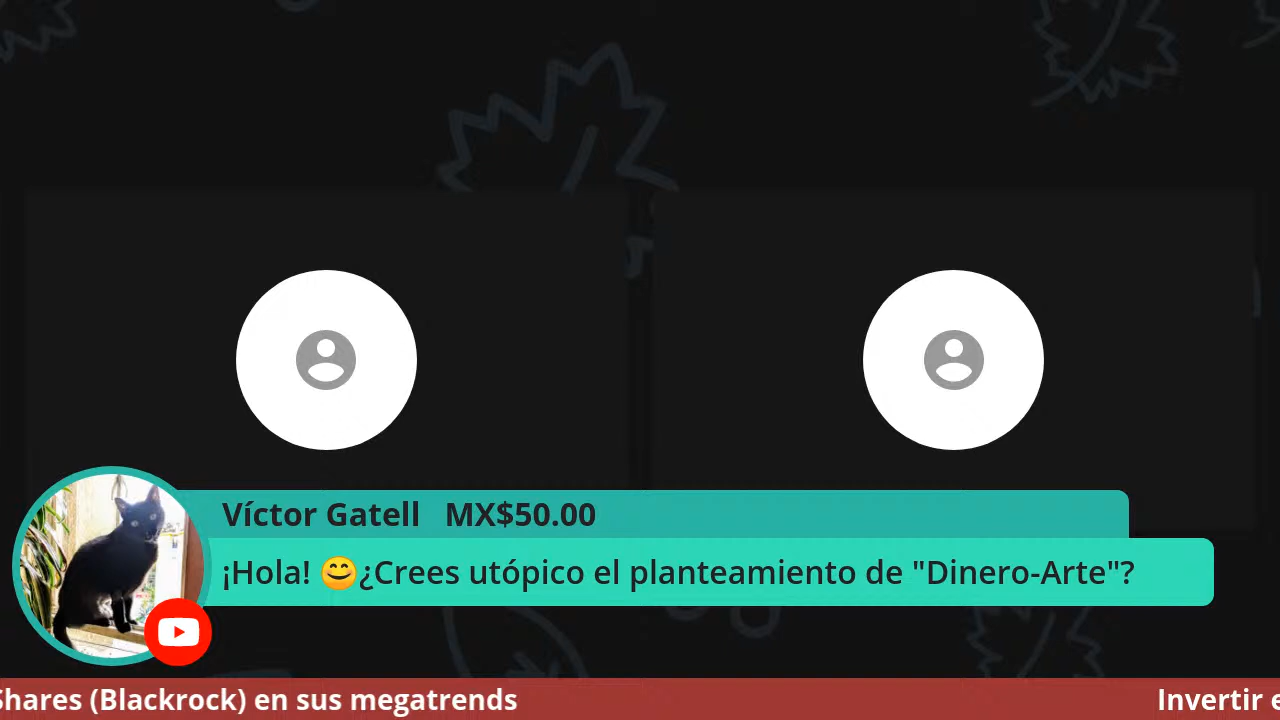 Víctor Gatell MX$50.00
¡Hola! 😊¿Crees utópico el planteamiento de "Dinero-Arte"?
Shares (Blackrock) en sus megatrends
Invertir e